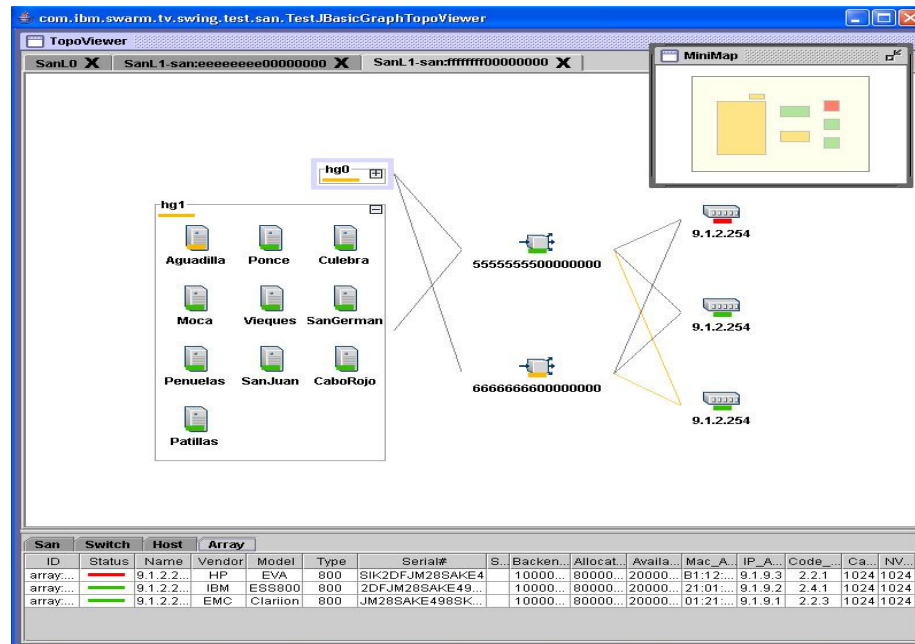 com.ibm.swarm.tv.swing.test.san.TestJBasicGraphTopoViewer
TopoViewer
SanL0 X SanL1-san:eeeeeeee00000000 X SanL1-san:ffffffff00000000 X
MiniMap
hg0
hg1
9.1.2.254
Aguadilla Ponce Culebra
5555555500000000
Moca Vieques SanGerman
9.1.2.254
Penuelas SanJuan CaboRojo
6666666600000000
9.1.2.254
Patillas
San Switch Host Array
ID Status Name Vendor Model Type Serial# S... Backen... Allocat... Availa... Mac_A... IP_A... Code_... Ca... NV...
array:... 9.1.2.2... HP EVA 800 SIK2DFJM28SAKE4 10000... 80000... 20000... B1:12:... 9.1.9.3 2.2.1 1024 1024
array:... 9.1.2.2... IBM ESS800 800 2DFJM28SAKE49... 10000... 80000... 20000... 21:01:... 9.1.9.2 2.4.1 1024 1024
array:... 9.1.2.2... EMC Clariion 800 JM28SAKE498SK... 10000... 80000... 20000... 01:21:... 9.1.9.1 2.2.3 1024 1024